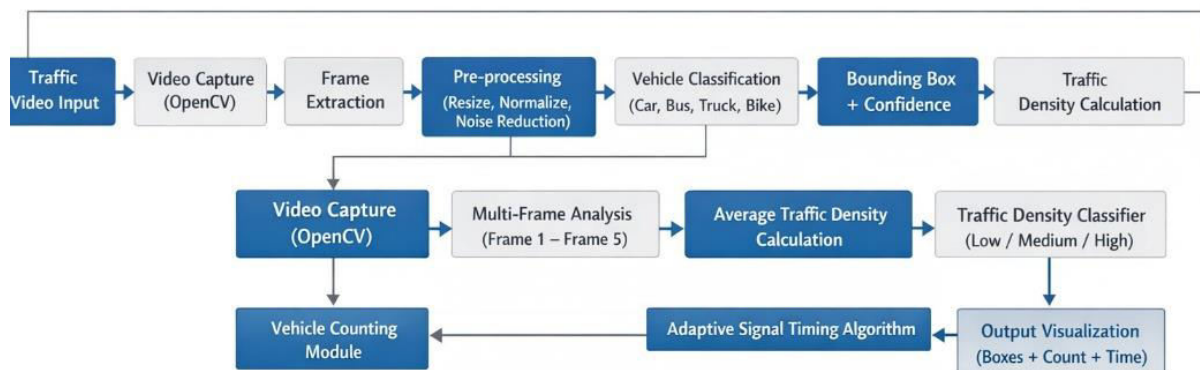 Traffic
Video Input
Video Capture
(OpenCV)
Frame
Extraction
Pre-processing
(Resize, Normalize,
Noise Reduction)
Vehicle Classification
(Car, Bus, Truck, Bike)
Bounding Box
+ Confidence
Traffic
Density Calculation
Video Capture
(OpenCV)
Multi-Frame Analysis
(Frame 1 – Frame 5)
Average Traffic Density
Calculation
Traffic Density Classifier
(Low / Medium / High)
Vehicle Counting
Module
Adaptive Signal Timing Algorithm
Output Visualization
(Boxes + Count + Time)